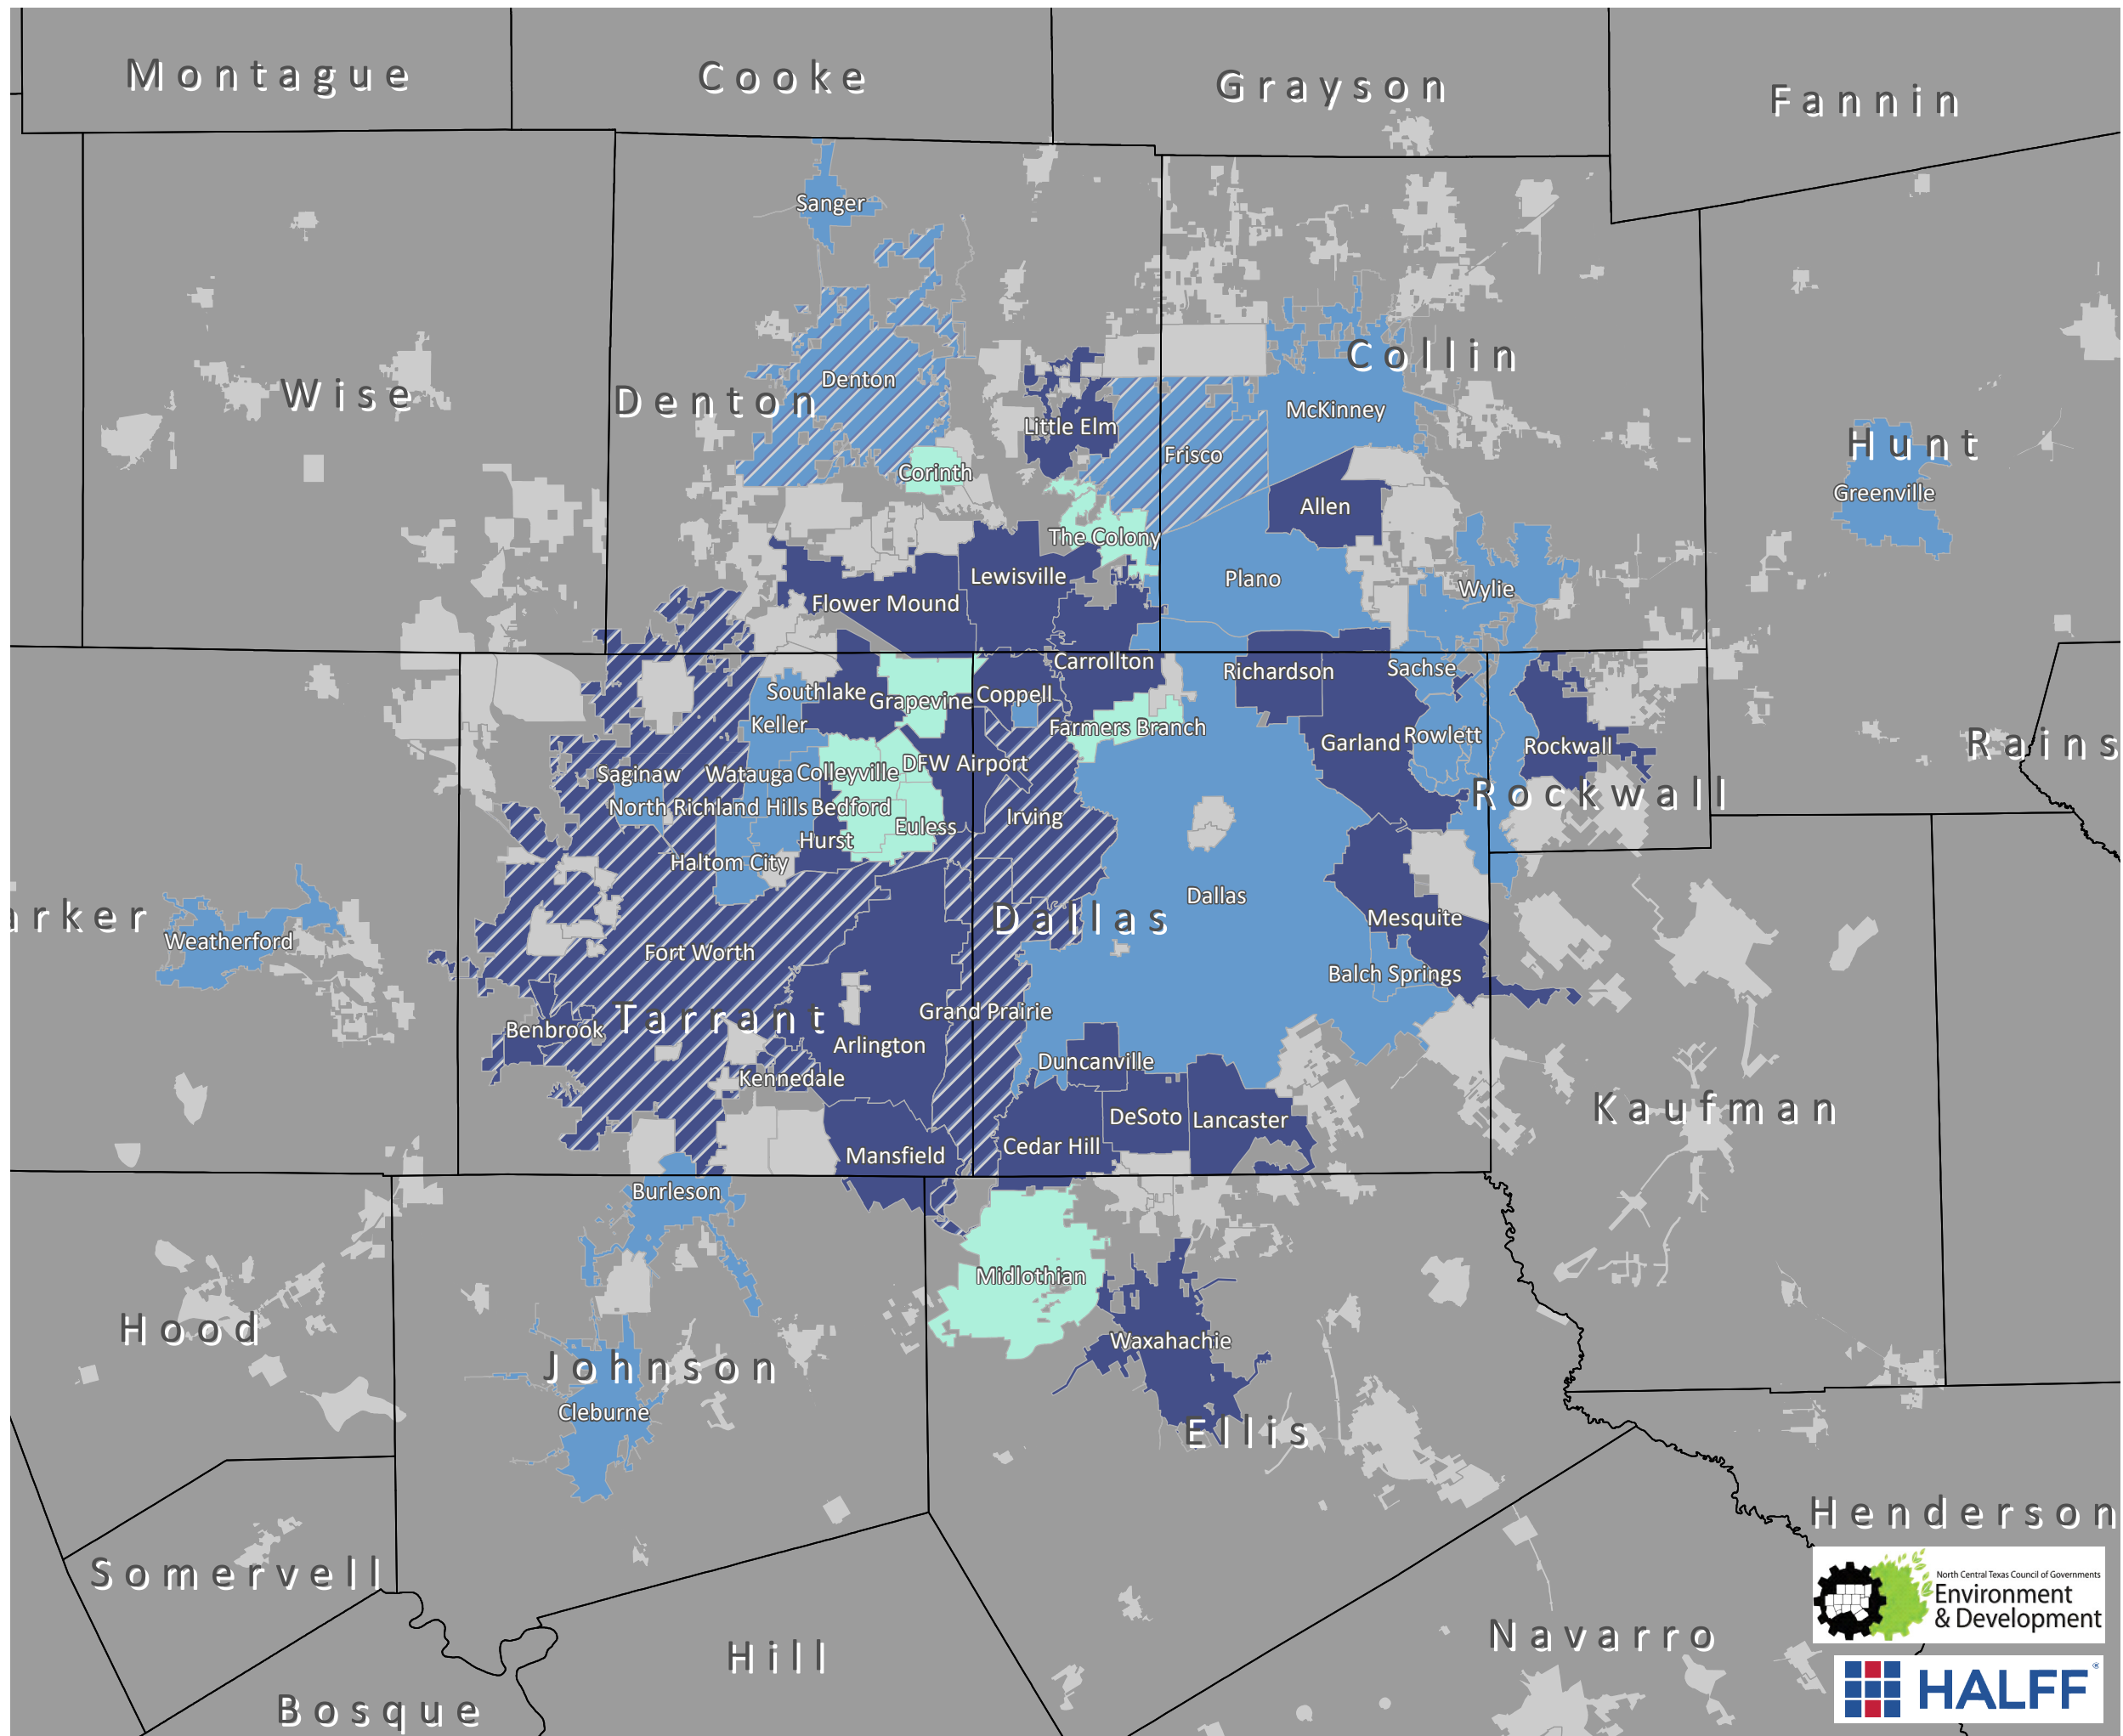 Montague
Cooke
Grayson
Fannin
Sanger
Wise
Denton
Denton
Collin
McKinney
Little Elm
Frisco
Corinth
Hunt
Greenville
Allen
The Colony
Lewisville
Plano
Wylie
Flower Mound
Carrollton
Richardson
Sachse
Southlake
Grapevine
Coppell
Keller
Farmers Branch
Garland
Rowlett
Rockwall
Rains
Saginaw
Watauga
Colleyville
DFW Airport
Rockwall
North Richland Hills
Bedford
Irving
Euless
Hurst
Haltom City
Dallas
arker
Weatherford
Dallas
Mesquite
Fort Worth
Balch Springs
Tarrant
Grand Prairie
Benbrook
Arlington
Duncanville
Kennedale
Kaufman
DeSoto
Lancaster
Mansfield
Cedar Hill
Burleson
Midlothian
Hood
Waxahachie
Johnson
Cleburne
Ellis
Henderson
Somervell
North Central Texas Council of Governments
Environment
& Development
Navarro
Hill
HALFF
Bosque